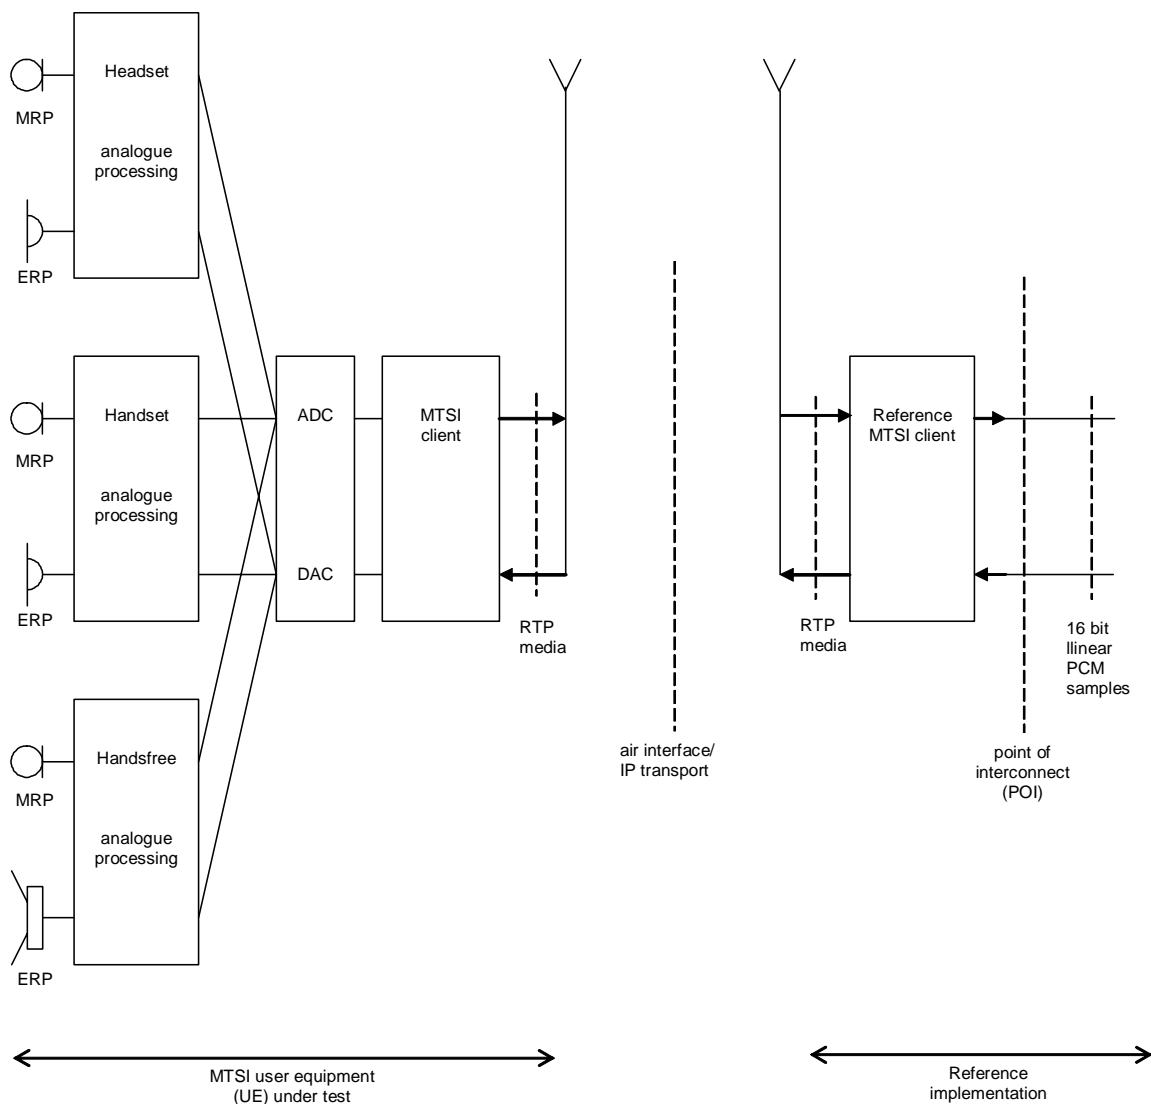 Headset
MRP
analogue
processing
ERP
Handset
MRP
analogue
processing
ERP
Handsfree
MRP
analogue
processing
ERP
ADC
DAC
MTSI
client
RTP
media
air interface/
IP transport
RTP
media
Reference
MTSI client
point of
interconnect
(POI)
16 bit
llinear
PCM
samples
MTSI user equipment
(UE) under test
Reference
implementation